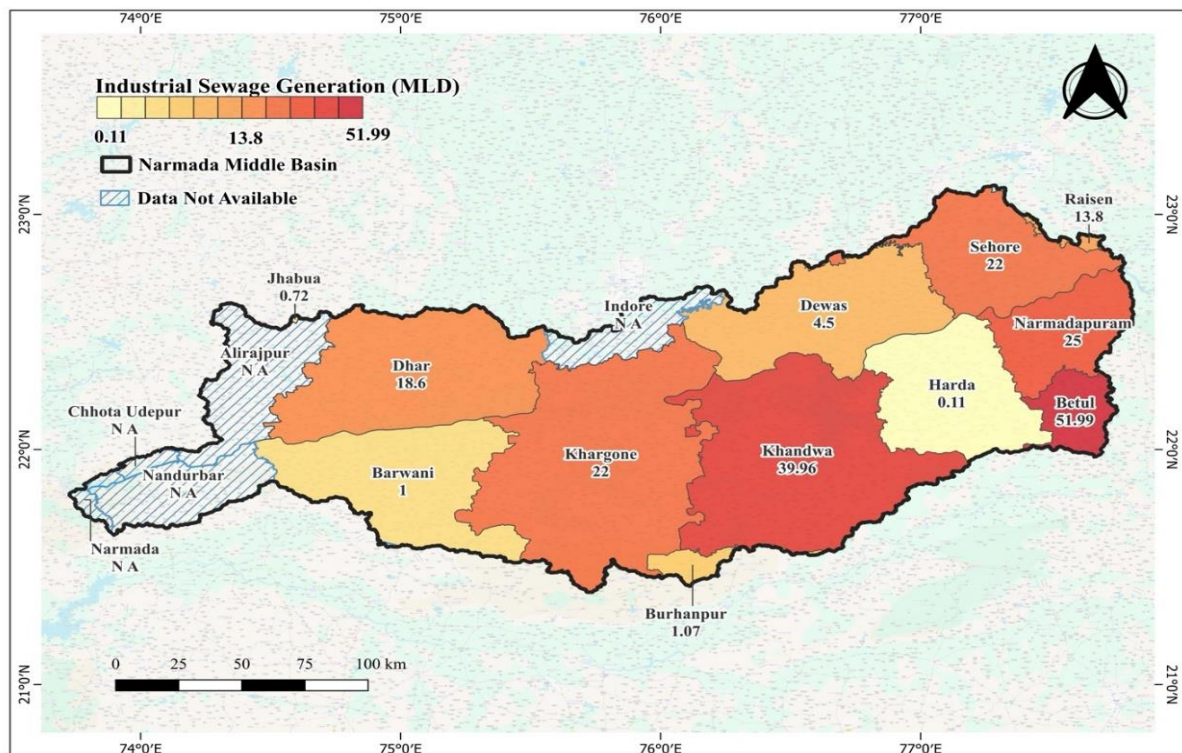 74°0'E 75°0'E 76°0'E 77°0'E
Industrial Sewage Generation (MLD)
0.11 13.8 51.99
Narmada Middle Basin
Data Not Available
23°0'N
23°0'N
Raisen
13.8
Sehore
22
Jhabua
0.72
Indore
N A
Dewas
4.5
Narmadapuram
25
Alirajpur
N A
Dhar
18.6
Harda
0.11
Betul
51.99
Chhota Udepur
N A
22°0'N
22°0'N
Nandurbar
N A
Barwani
1
Khargone
22
Khandwa
39.96
Narmada
N A
Burhanpur
1.07
0 25 50 75 100 km
21°0'N
21°0'N
74°0'E 75°0'E 76°0'E 77°0'E